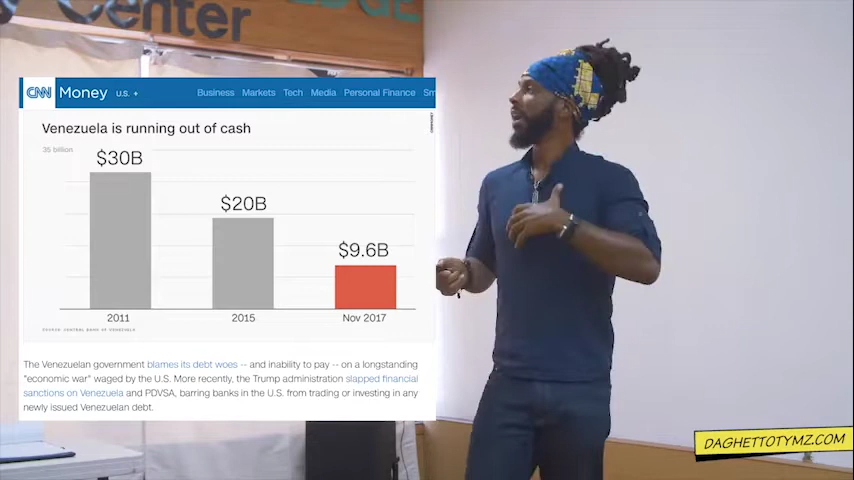 Center
EDGE
CNN Money U.S. +
Business Markets Tech Media Personal Finance Sm
Venezuela is running out of cash
35 billion
$30B
$20B
$9.6B
2011 2015 Nov 2017
SOURCE: CENTRAL BANK OF VENEZUELA
The Venezuelan government blames its debt woes -- and inability to pay -- on a longstanding
"economic war" waged by the U.S. More recently, the Trump administration slapped financial
sanctions on Venezuela and PDVSA, barring banks in the U.S. from trading or investing in any
newly issued Venezuelan debt.
DAGHETTOTYMZ.COM